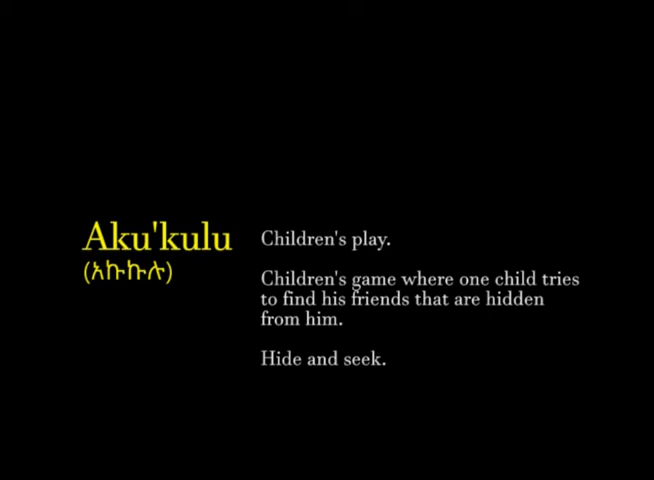 Aku'kulu
(አኩኩሉ)
Children's play.
Children's game where one child tries
to find his friends that are hidden
from him.
Hide and seek.